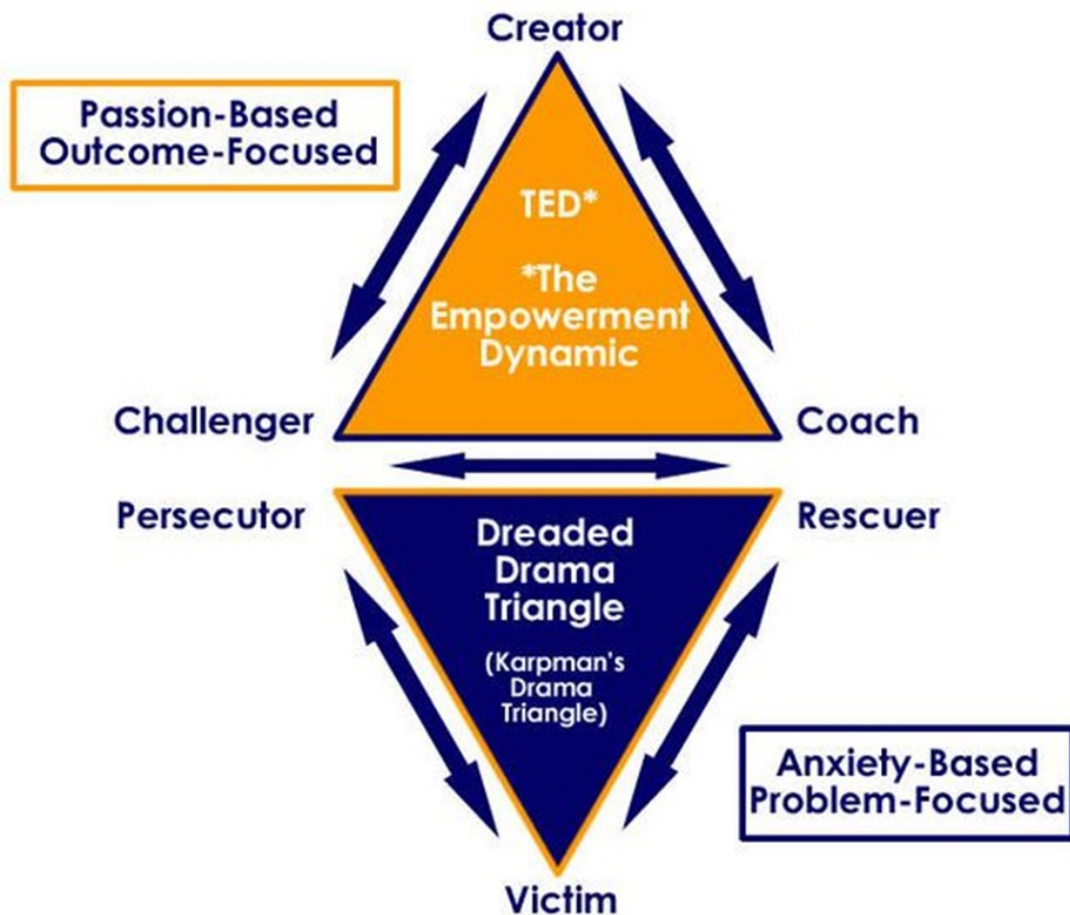 Creator
Passion-Based
Outcome-Focused
TED*
*The
Empowerment
Dynamic
Challenger
Coach
Persecutor
Rescuer
Dreaded
Drama
Triangle
(Karpman's
Drama
Triangle)
Anxiety-Based
Problem-Focused
Victim